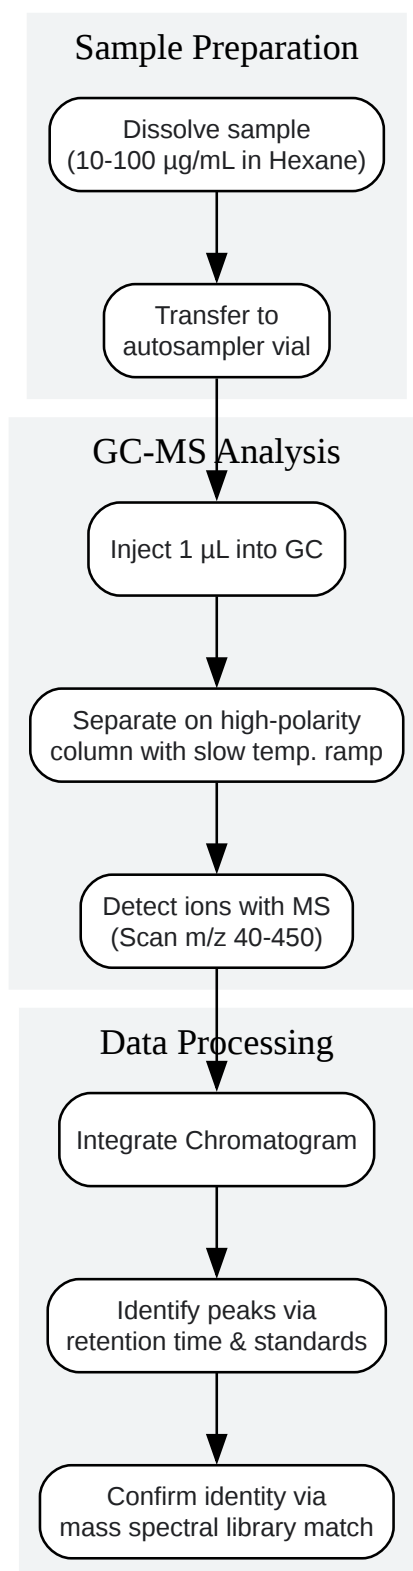 Sample Preparation
Dissolve sample
(10-100 µg/mL in Hexane)
Transfer to
autosampler vial
GC-MS Analysis
Inject 1 µL into GC
Separate on high-polarity
column with slow temp. ramp
Detect ions with MS
(Scan m/z 40-450)
Data Processing
Integrate Chromatogram
Identify peaks via
retention time & standards
Confirm identity via
mass spectral library match